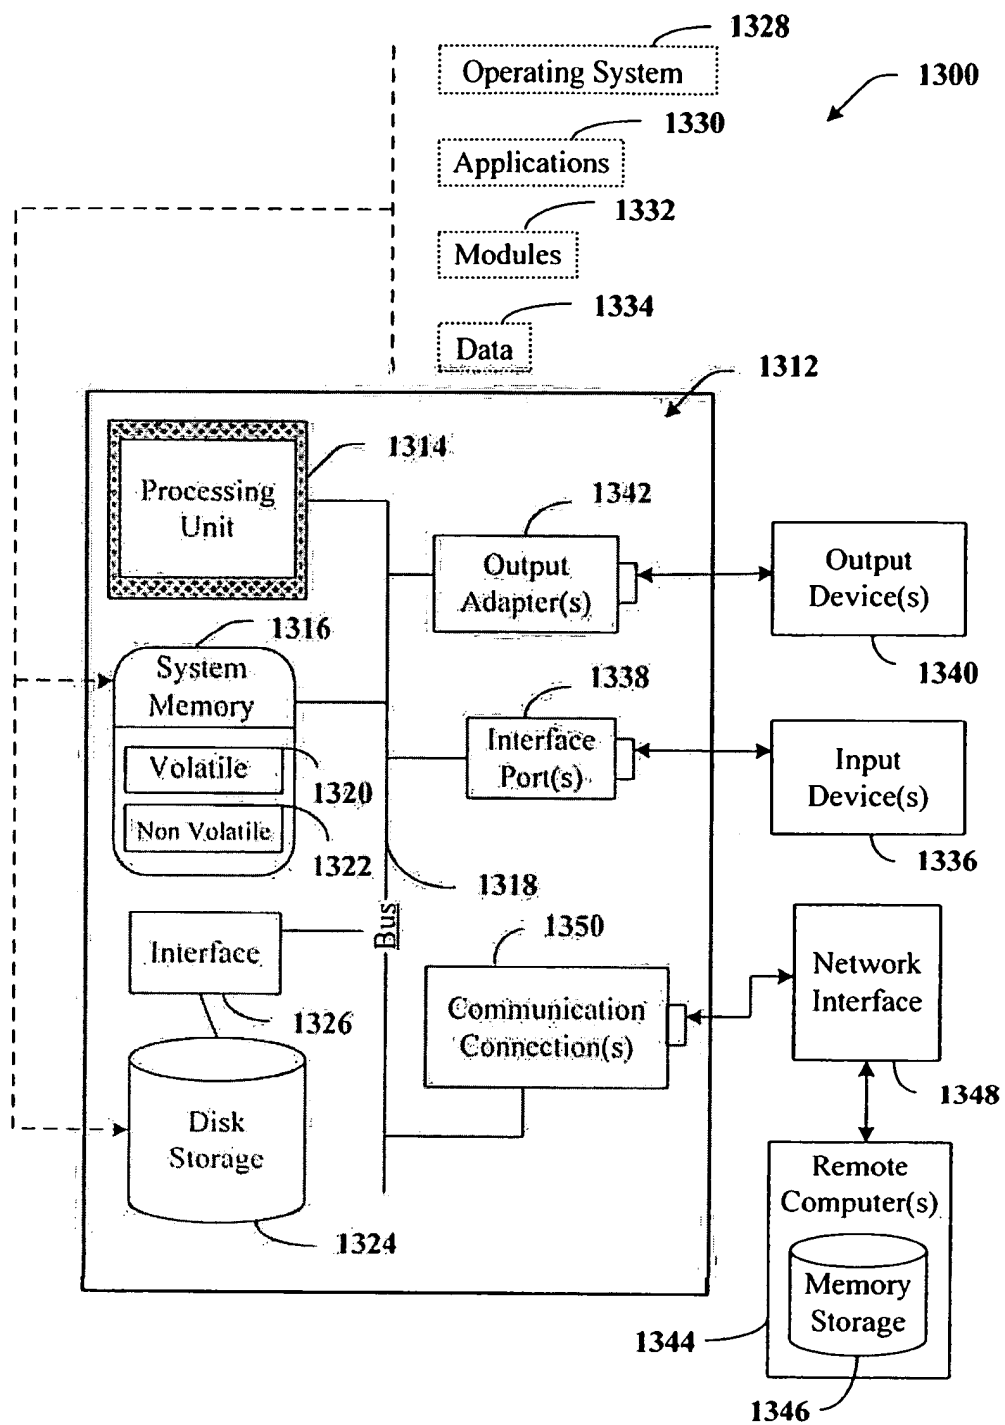 1328
Operating System
1300
1330
Applications
1332
Modules
1334
Data
1312
1314
Processing
Unit
1342
Output
Adapter(s)
Output
Device(s)
1340
1316
System
Memory
Volatile
1320
Non Volatile
1322
1338
Interface
Port(s)
Input
Device(s)
1336
1318
Bus
1350
Interface
1326
Communication
Connection(s)
Network
Interface
1348
Disk
Storage
1324
Remote
Computer(s)
Memory
Storage
1344
1346